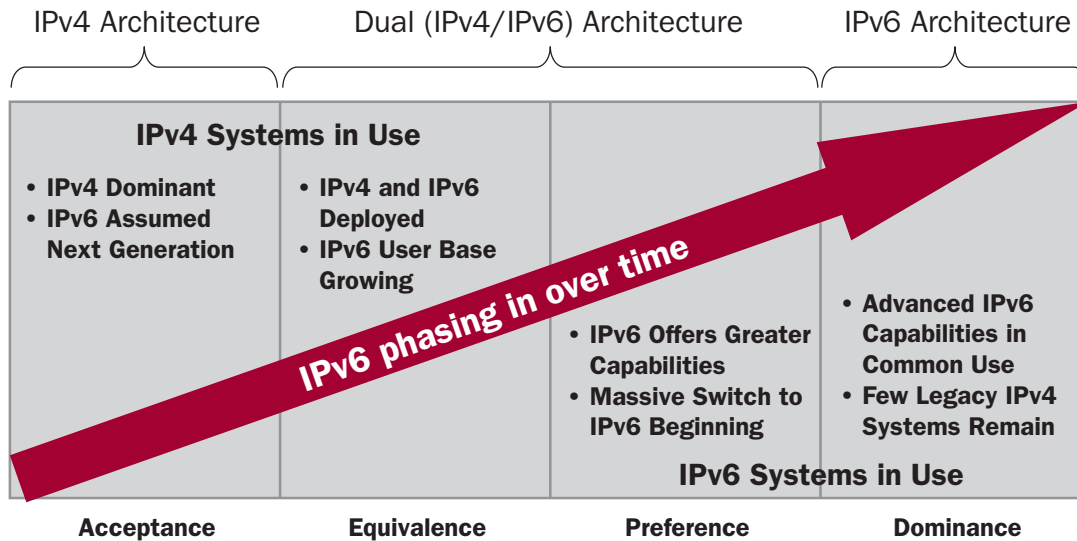 IPv4 Architecture
Dual (IPv4/IPv6) Architecture
IPv6 Architecture
IPv4 Systems in Use
• IPv4 Dominant
• IPv6 Assumed
Next Generation
• IPv4 and IPv6
Deployed
• IPv6 User Base
Growing
IPv6 phasing in over time
• IPv6 Offers Greater
Capabilities
• Massive Switch to
IPv6 Beginning
• Advanced IPv6
Capabilities in
Common Use
• Few Legacy IPv4
Systems Remain
IPv6 Systems in Use
Acceptance
Equivalence
Preference
Dominance